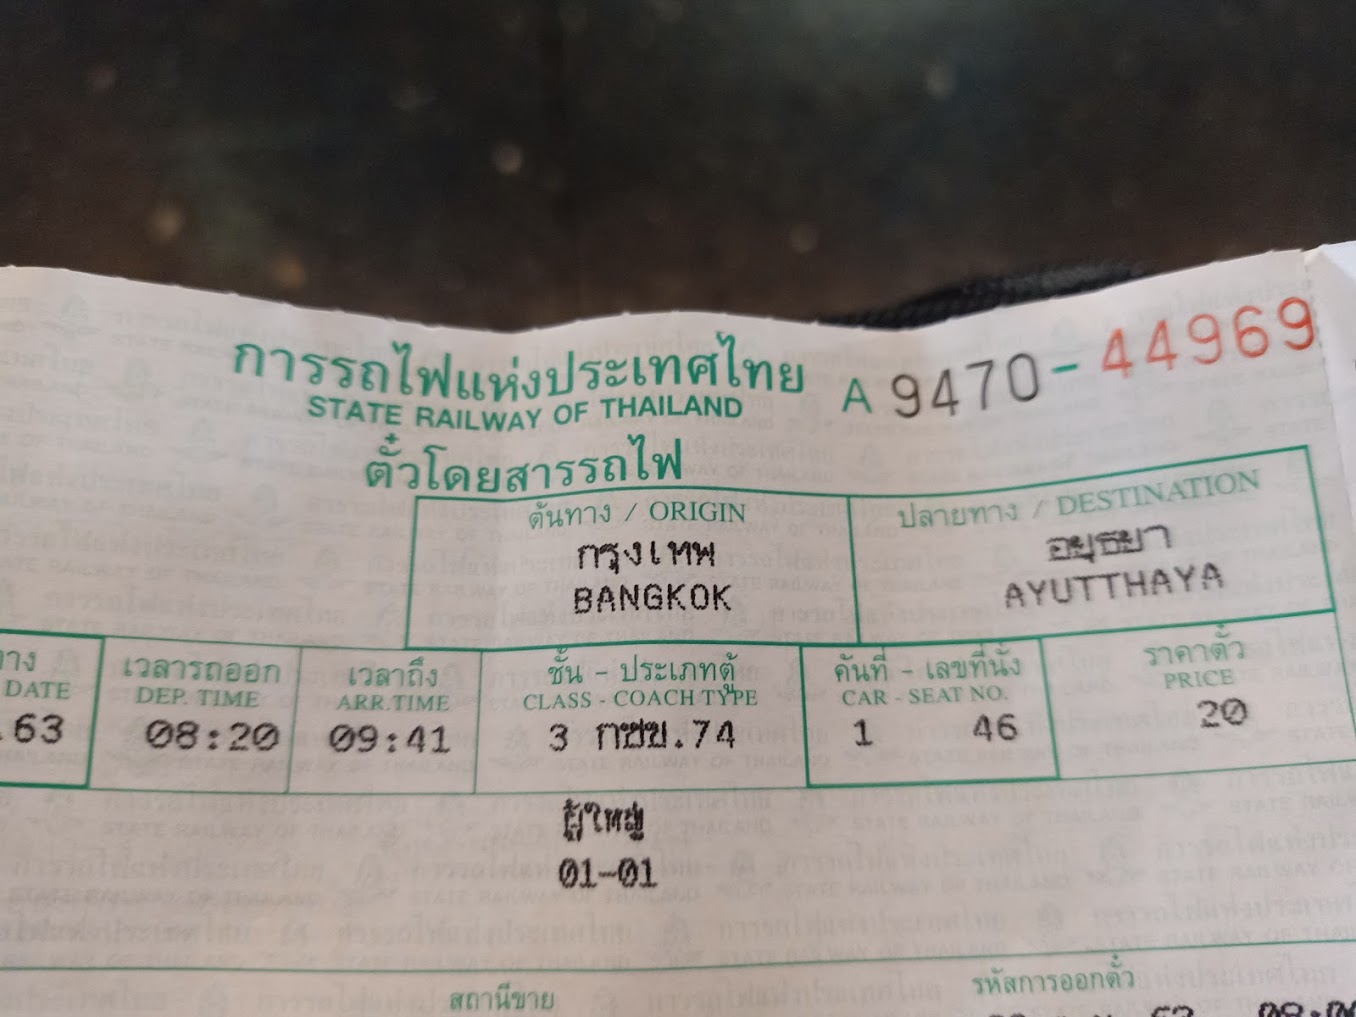 การรถไฟแห่งประเทศไทย A 9470-44969
STATE RAILWAY OF THAILAND
ตั๋วโดยสารรถไฟ
ต้นทาง / ORIGIN ปลายทาง / DESTINATION
กรุงเทพ อยุธยา
BANGKOK AYUTTHAYA
เวลารถออก เวลาถึง ชั้น - ประเภทตู้ คันที่ - เลขที่นั่ง ราคาตั๋ว
DATE DEP. TIME ARR.TIME CLASS - COACH TYPE CAR - SEAT NO. PRICE
.63 08:20 09:41 3 กซข.74 1 46 20
ผู้ใหญ่
01-01
สถานีขาย รหัสการออกตั๋ว